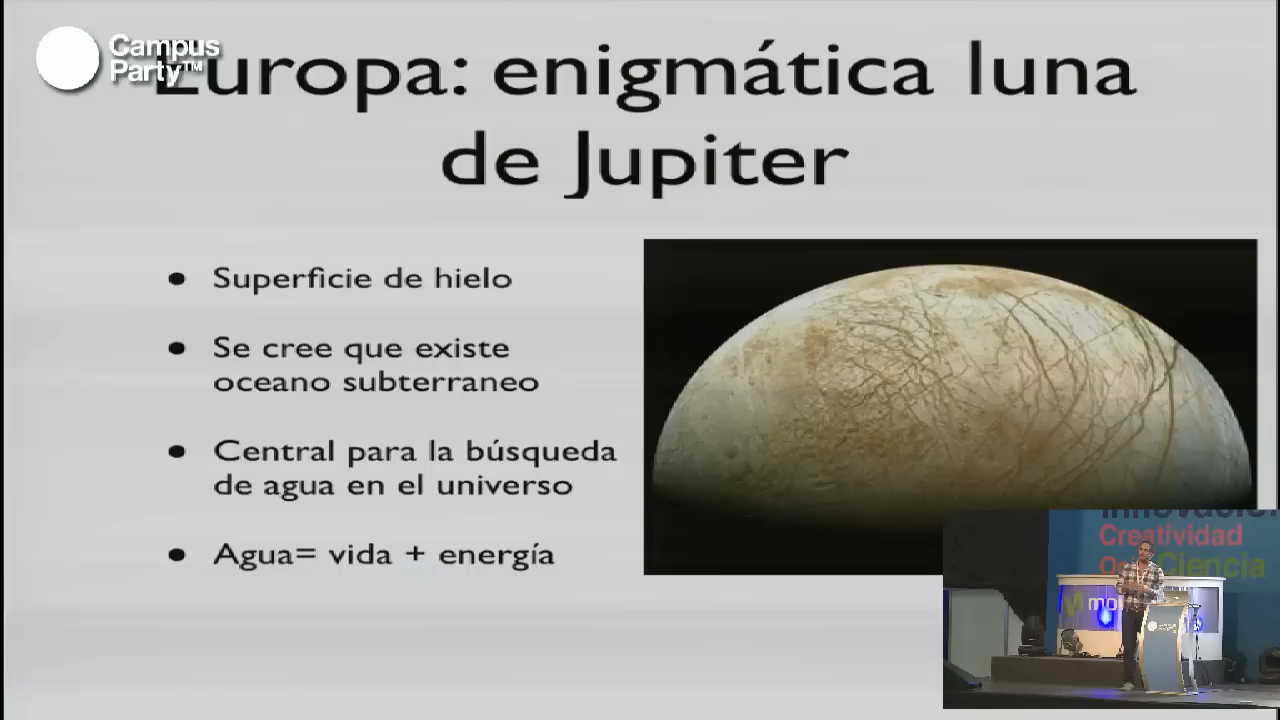 Campus
Party™
Europa: enigmática luna
de Jupiter
• Superficie de hielo
• Se cree que existe
oceano subterraneo
• Central para la búsqueda
de agua en el universo
• Agua= vida + energía
Creatividad
Ciencia